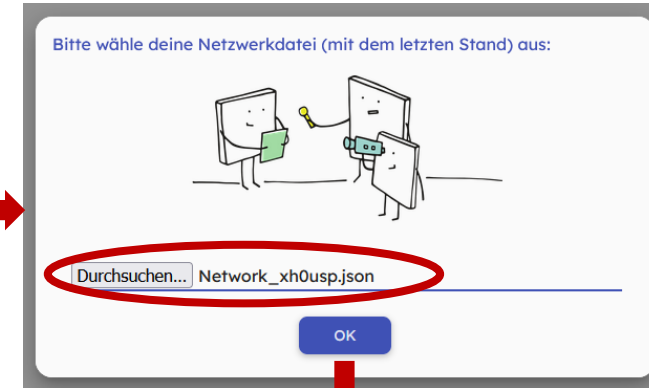 Bitte wähle deine Netzwerkdatei (mit dem letzten Stand) aus:
Durchsuchen... Network_xh0usp.json
OK